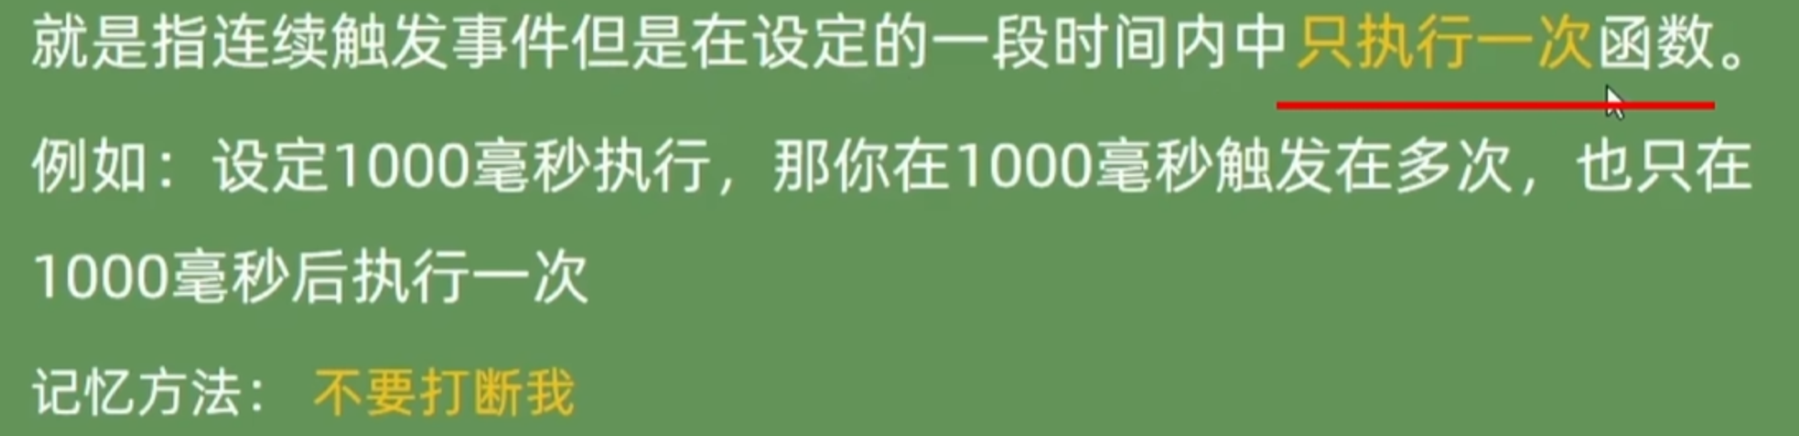 就是指连续触发事件但是在设定的一段时间内中只执行一次函数。
例如：设定1000毫秒执行，那你在1000毫秒触发在多次，也只在
1000毫秒后执行一次
记忆方法： 不要打断我